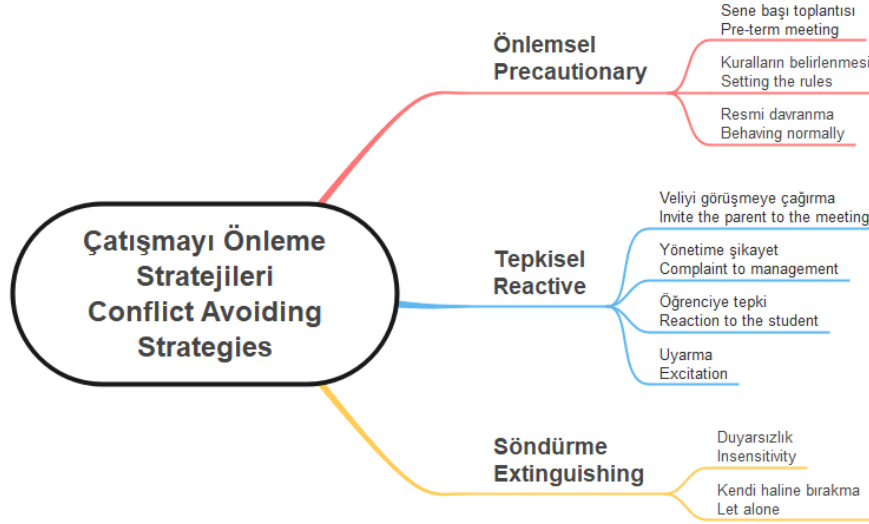 Çatışmayı Önleme
Stratejileri
Conflict Avoiding
Strategies
Önlemsel
Precautionary
Sene başı toplantısı
Pre-term meeting
Kuralların belirlenmesi
Setting the rules
Resmi davranma
Behaving normally
Tepkisel
Reactive
Veliyi görüşmeye çağırma
Invite the parent to the meeting
Yönetime şikayet
Complaint to management
Öğrenciye tepki
Reaction to the student
Uyarma
Excitation
Söndürme
Extinguishing
Duyarsızlık
Insensitivity
Kendi haline bırakma
Let alone